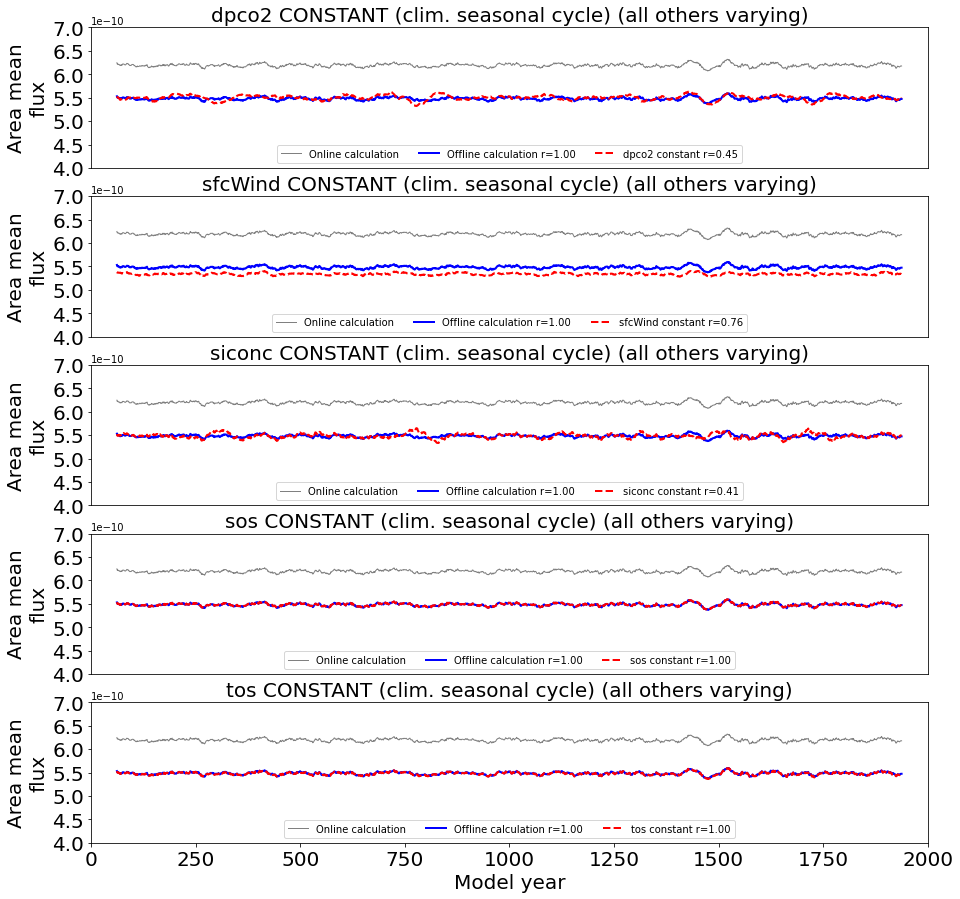 dpco2 CONSTANT (clim. seasonal cycle) (all others varying)
1e−10
7.0
6.5
6.0
5.5
5.0
4.5
4.0
Area mean
flux
Online calculation Offline calculation r=1.00 dpco2 constant r=0.45
sfcWind CONSTANT (clim. seasonal cycle) (all others varying)
1e−10
7.0
6.5
6.0
5.5
5.0
4.5
4.0
Area mean
flux
Online calculation Offline calculation r=1.00 sfcWind constant r=0.76
siconc CONSTANT (clim. seasonal cycle) (all others varying)
1e−10
7.0
6.5
6.0
5.5
5.0
4.5
4.0
Area mean
flux
Online calculation Offline calculation r=1.00 siconc constant r=0.41
sos CONSTANT (clim. seasonal cycle) (all others varying)
1e−10
7.0
6.5
6.0
5.5
5.0
4.5
4.0
Area mean
flux
Online calculation Offline calculation r=1.00 sos constant r=1.00
tos CONSTANT (clim. seasonal cycle) (all others varying)
1e−10
7.0
6.5
6.0
5.5
5.0
4.5
4.0
Area mean
flux
Online calculation Offline calculation r=1.00 tos constant r=1.00
0 250 500 750 1000 1250 1500 1750 2000
Model year